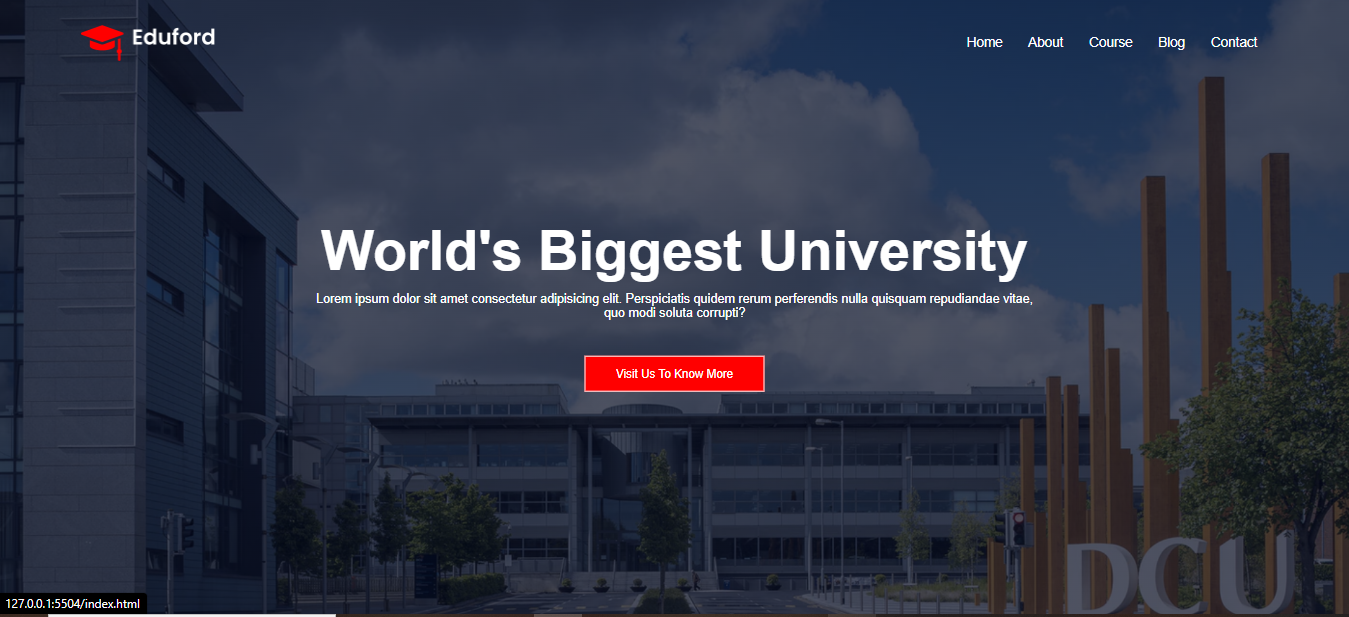 Eduford
Home About Course Blog Contact
World's Biggest University
Lorem ipsum dolor sit amet consectetur adipisicing elit. Perspiciatis quidem rerum perferendis nulla quisquam repudiandae vitae,
quo modi soluta corrupti?
Visit Us To Know More
DCU
127.0.0.1:5504/index.html